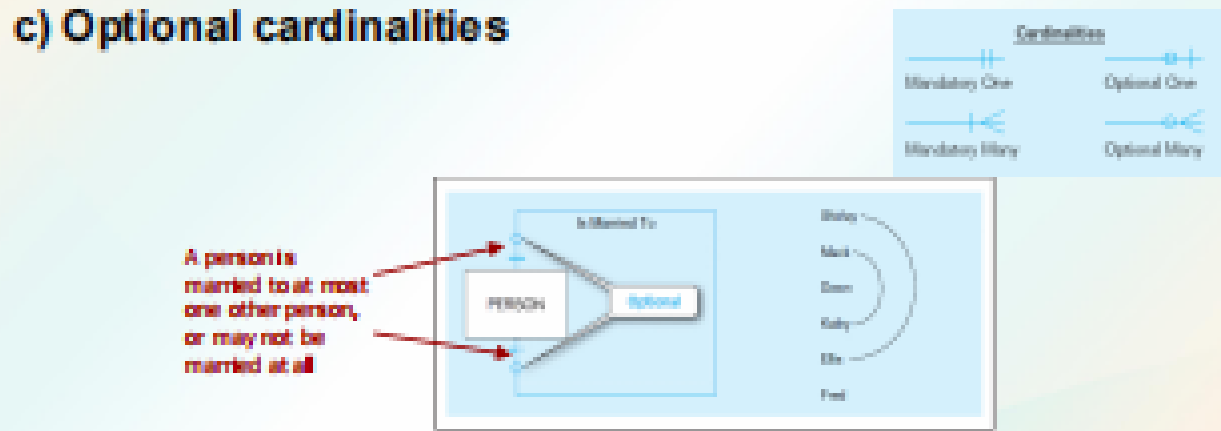 c) Optional cardinalities
Cardinalities
Mandatory One
Optional One
Mandatory Many
Optional Many
Is Married To
A person is
married to at most
one other person,
or may not be
married at all
PERSON
Optional
Shirley
Mack
Dawn
Kathy
Ellis
Fred